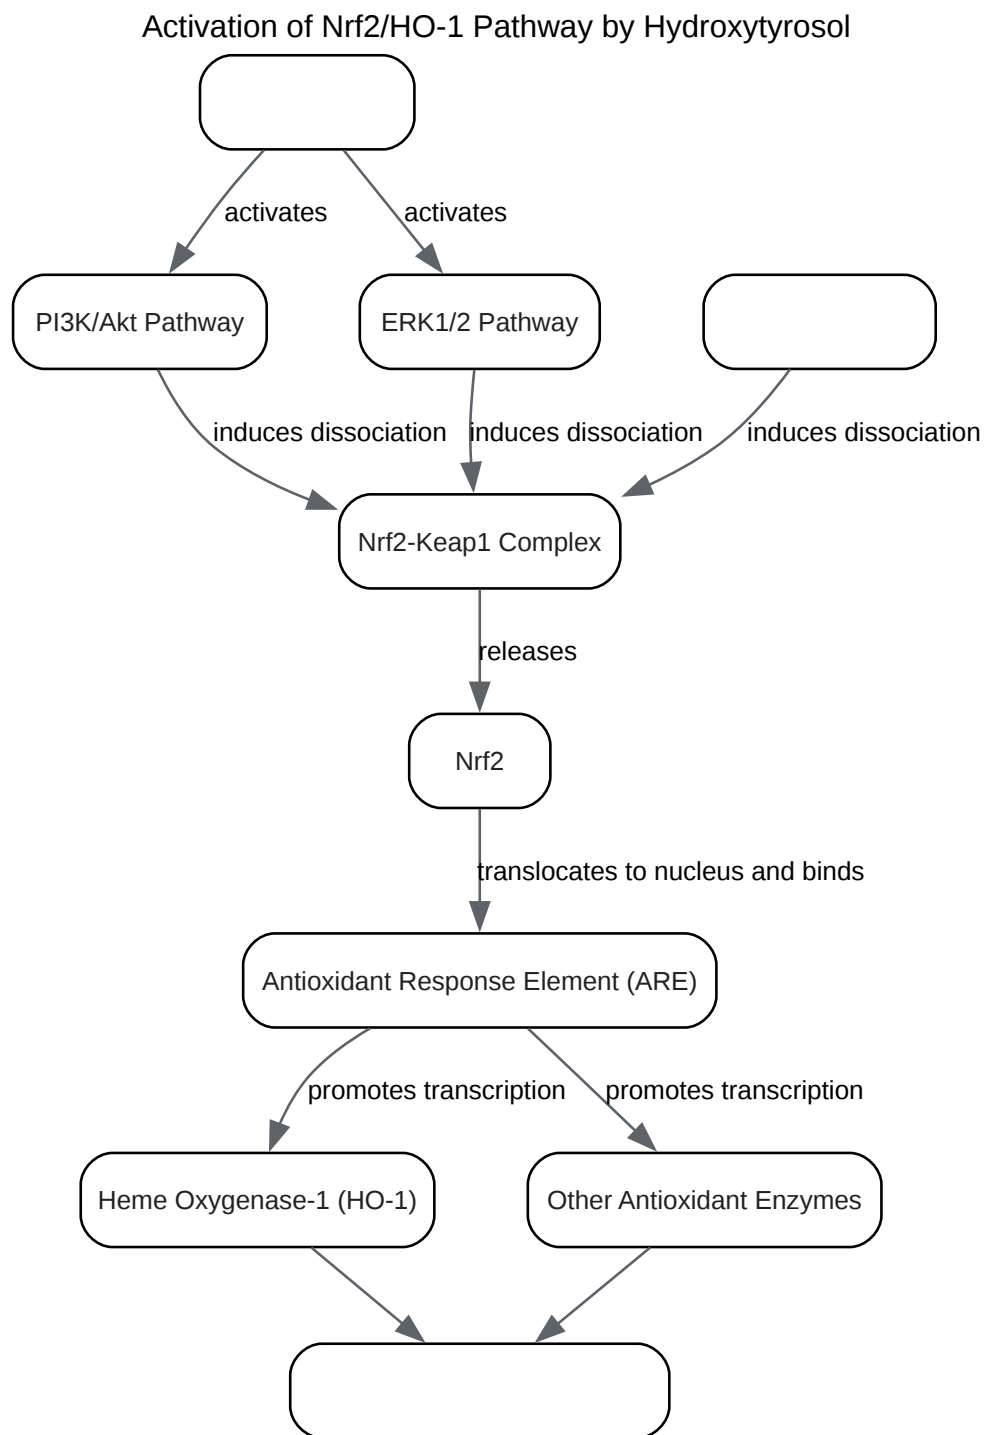 Activation of Nrf2/HO-1 Pathway by Hydroxytyrosol
activates
activates
PI3K/Akt Pathway
ERK1/2 Pathway
induces dissociation
induces dissociation
induces dissociation
Nrf2-Keap1 Complex
releases
Nrf2
translocates to nucleus and binds
Antioxidant Response Element (ARE)
promotes transcription
promotes transcription
Heme Oxygenase-1 (HO-1)
Other Antioxidant Enzymes